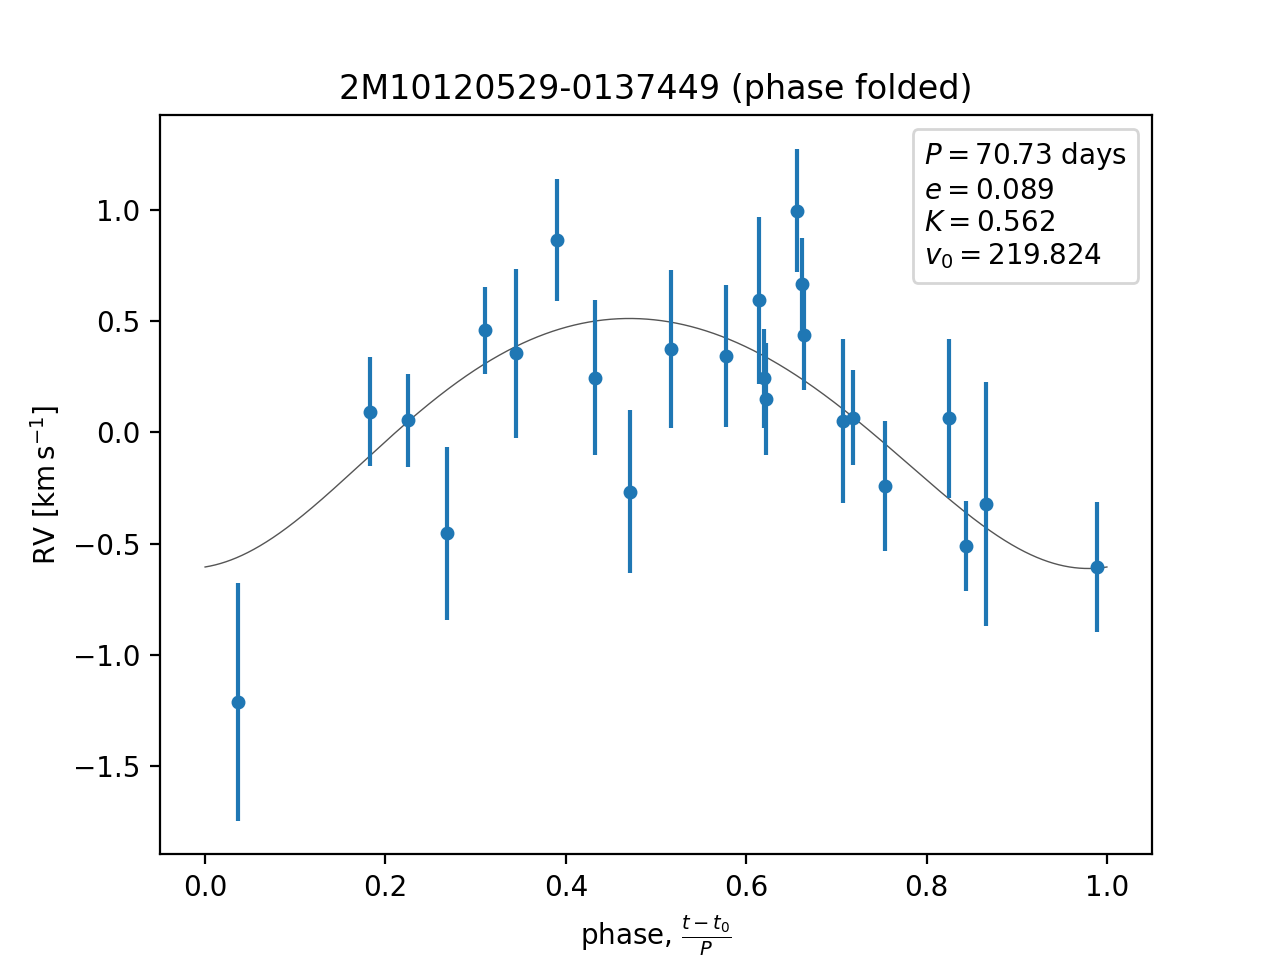 2M10120529-0137449 (phase folded)
P = 70.73 days
e = 0.089
K = 0.562
v₀ = 219.824
1.0
0.5
0.0
−0.5
−1.0
−1.5
RV [km s⁻¹]
0.0 0.2 0.4 0.6 0.8 1.0
phase, (t − t₀)/P